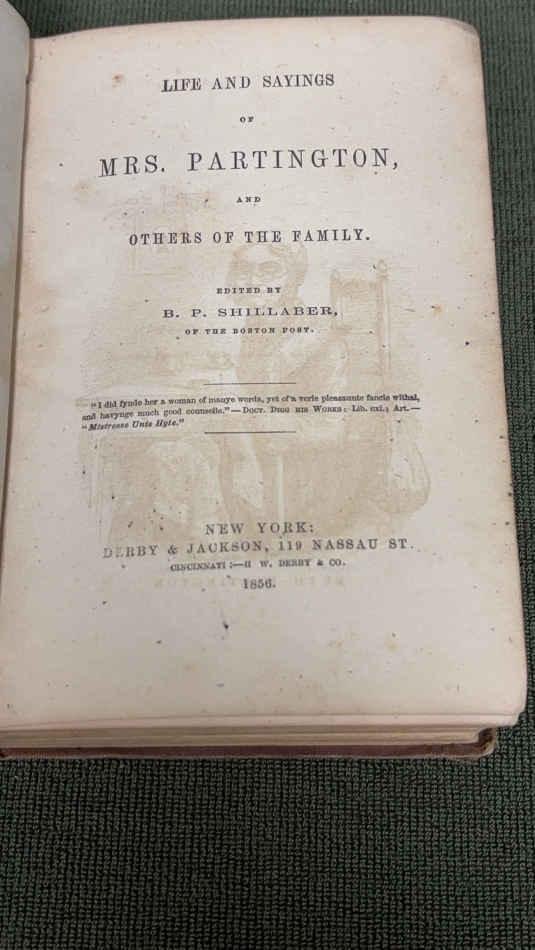 LIFE AND SAYINGS
OF
MRS. PARTINGTON,
AND
OTHERS OF THE FAMILY.
EDITED BY
B. P. SHILLABER,
OF THE BOSTON POST.
"I did fynde her a woman of manye words, yet of a verie pleasaunte fancie withal,
and havynge much good counselle."—DOCT. DIGG HIS WORKS: Lib. cxi.; Art.—
"Mistresse Unis Hyte."
NEW YORK:
DERBY & JACKSON, 119 NASSAU ST.
CINCINNATI:—H. W. DERBY & CO.
1856.